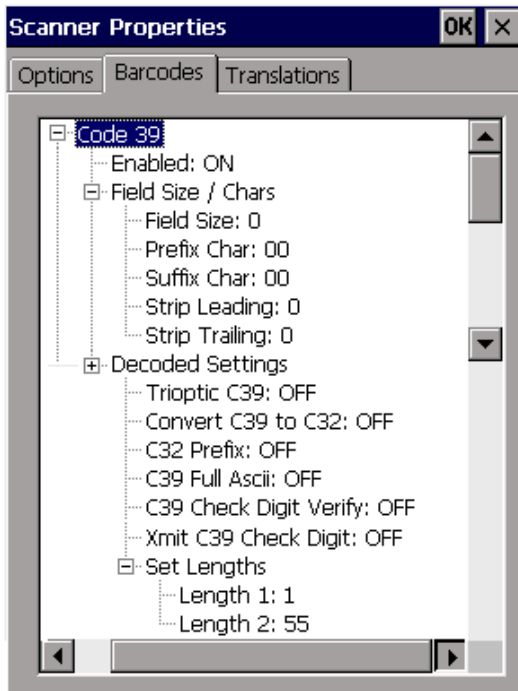 Scanner Properties OK ×
Options Barcodes Translations
Code 39
Enabled: ON
Field Size / Chars
Field Size: 0
Prefix Char: 00
Suffix Char: 00
Strip Leading: 0
Strip Trailing: 0
Decoded Settings
Trioptic C39: OFF
Convert C39 to C32: OFF
C32 Prefix: OFF
C39 Full Ascii: OFF
C39 Check Digit Verify: OFF
Xmit C39 Check Digit: OFF
Set Lengths
Length 1: 1
Length 2: 55